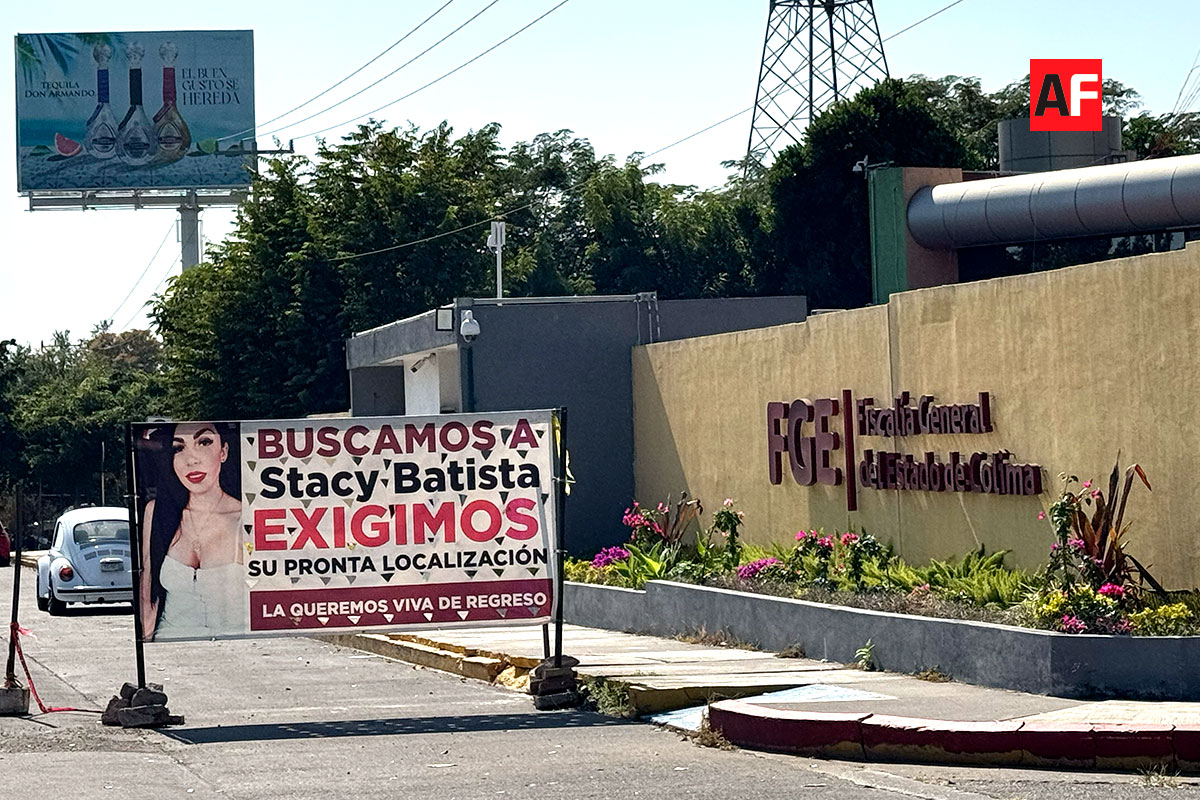 TEQUILA
DON ARMANDO
EL BUEN
GUSTO SE
HEREDA
AF
FGE
Fiscalía General
del Estado de Colima
BUSCAMOS A
Stacy Batista
EXIGIMOS
SU PRONTA LOCALIZACIÓN
LA QUEREMOS VIVA DE REGRESO